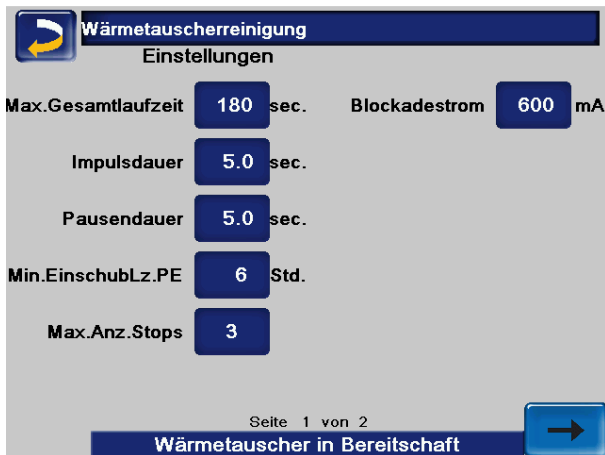 Wärmetauscherreinigung
Einstellungen
Max.Gesamtlaufzeit 180 sec. Blockadestrom 600 mA
Impulsdauer 5.0 sec.
Pausendauer 5.0 sec.
Min.EinschubLz.PE 6 Std.
Max.Anz.Stops 3
Seite 1 von 2
Wärmetauscher in Bereitschaft